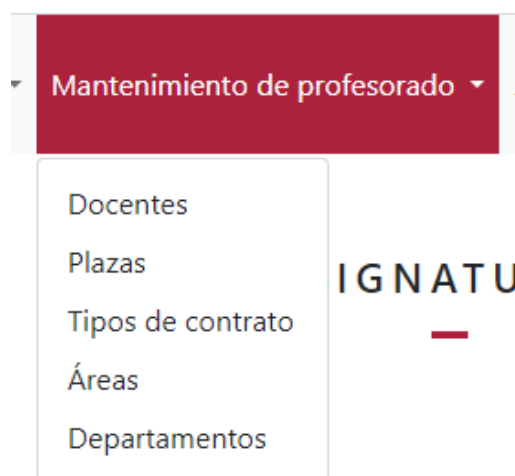 Mantenimiento de profesorado
Docentes
Plazas
IGNATU
Tipos de contrato
Áreas
Departamentos